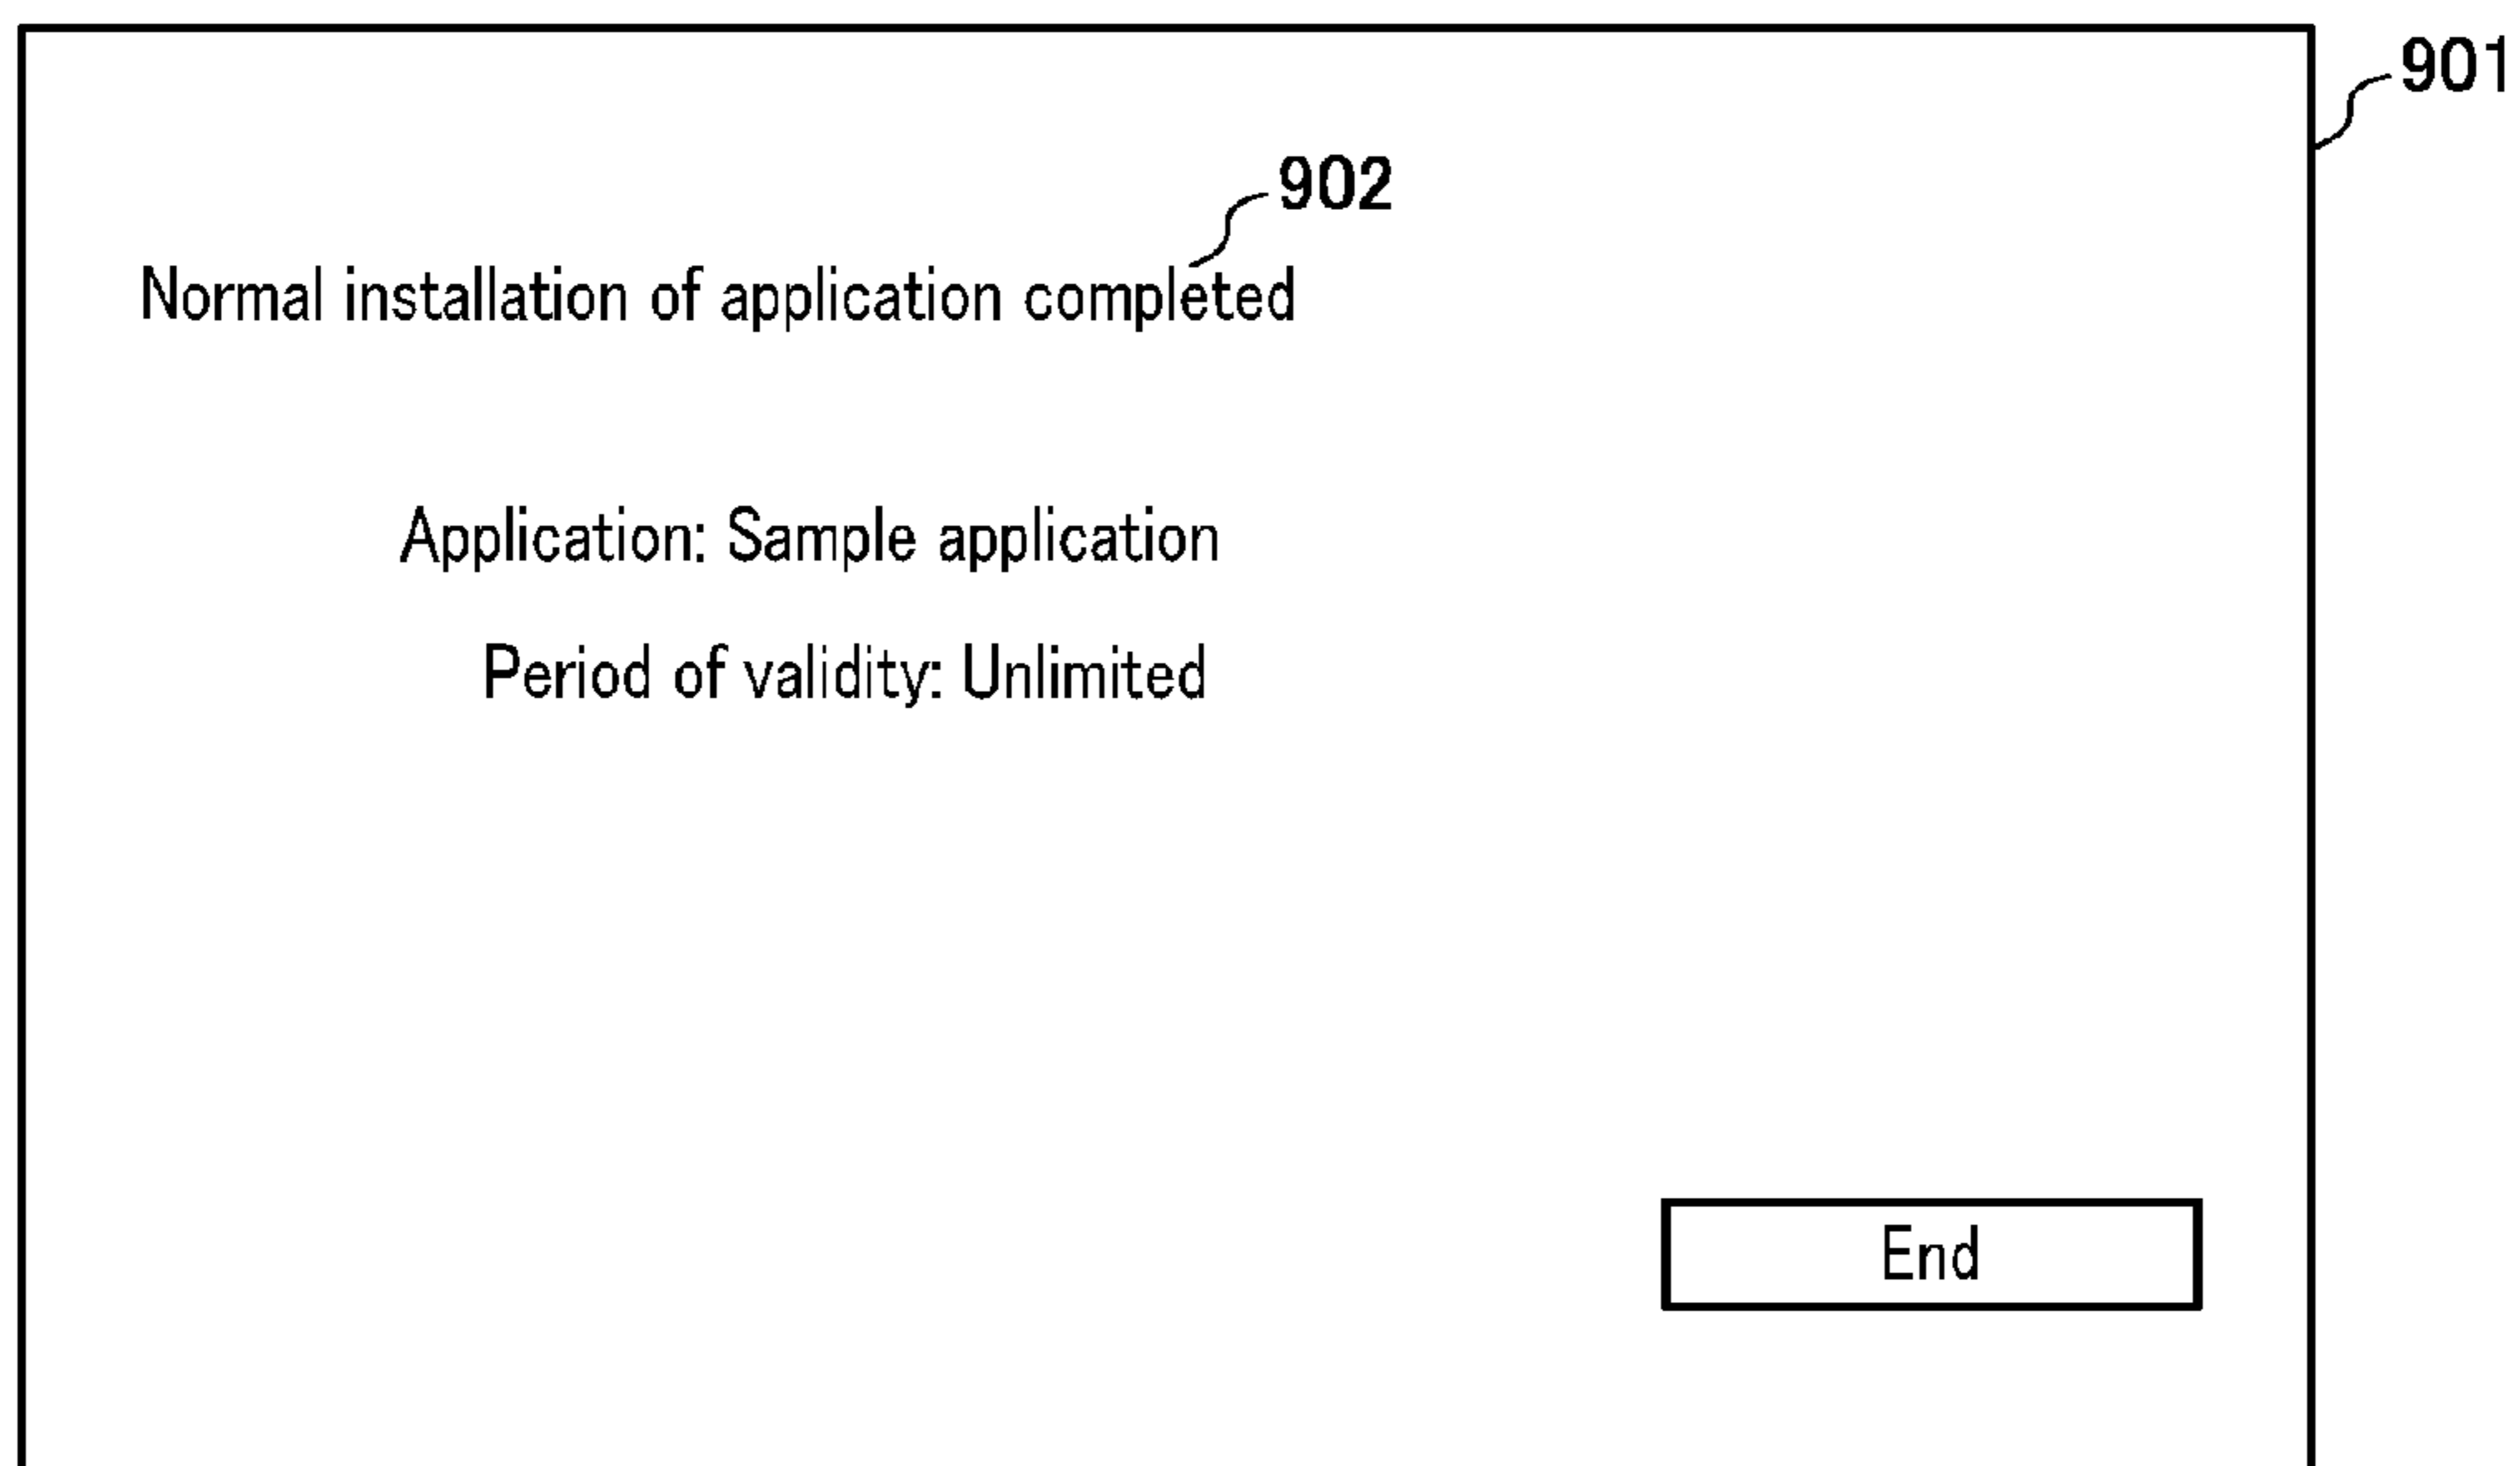 901
902
Normal installation of application completed
Application: Sample application
Period of validity: Unlimited
End